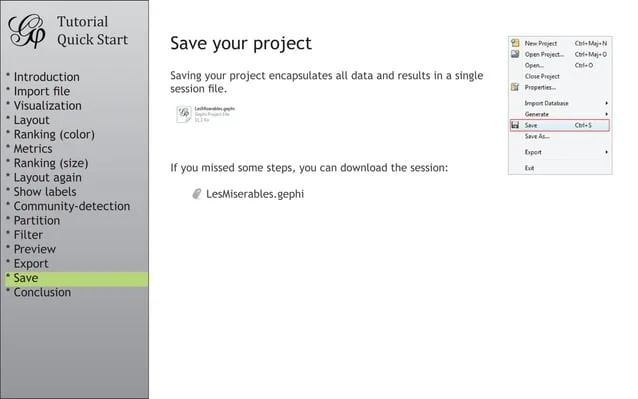 Tutorial
Quick Start
* Introduction
* Import file
* Visualization
* Layout
* Ranking (color)
* Metrics
* Ranking (size)
* Layout again
* Show labels
* Community-detection
* Partition
* Filter
* Preview
* Export
* Save
* Conclusion
Save your project
Saving your project encapsulates all data and results in a single
session file.
LesMiserables.gephi
Gephi Project File
If you missed some steps, you can download the session:
LesMiserables.gephi
New Project Ctrl+Maj+N
Open Project... Ctrl+Maj+O
Open... Ctrl+O
Close Project
Properties...
Import Database
Generate
Save Ctrl+S
Save As...
Export
Exit